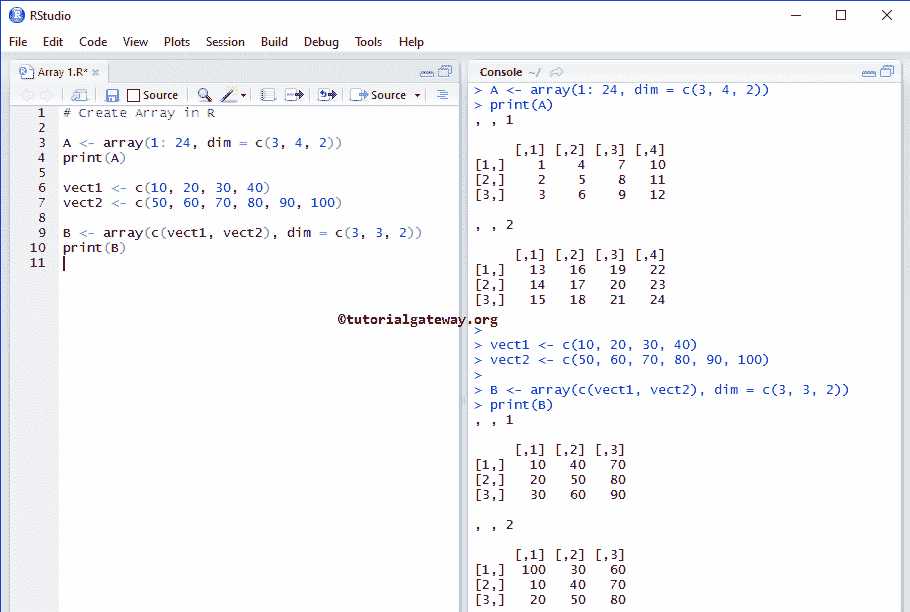 RStudio
File Edit Code View Plots Session Build Debug Tools Help
Array 1.R*
Source Source
1 # Create Array in R
2
3 A <- array(1: 24, dim = c(3, 4, 2))
4 print(A)
5
6 vect1 <- c(10, 20, 30, 40)
7 vect2 <- c(50, 60, 70, 80, 90, 100)
8
9 B <- array(c(vect1, vect2), dim = c(3, 3, 2))
10 print(B)
11
©tutorialgateway.org
Console ~/
> A <- array(1: 24, dim = c(3, 4, 2))
> print(A)
, , 1
[,1] [,2] [,3] [,4]
[1,] 1 4 7 10
[2,] 2 5 8 11
[3,] 3 6 9 12
, , 2
[,1] [,2] [,3] [,4]
[1,] 13 16 19 22
[2,] 14 17 20 23
[3,] 15 18 21 24
>
> vect1 <- c(10, 20, 30, 40)
> vect2 <- c(50, 60, 70, 80, 90, 100)
>
> B <- array(c(vect1, vect2), dim = c(3, 3, 2))
> print(B)
, , 1
[,1] [,2] [,3]
[1,] 10 40 70
[2,] 20 50 80
[3,] 30 60 90
, , 2
[,1] [,2] [,3]
[1,] 100 30 60
[2,] 10 40 70
[3,] 20 50 80